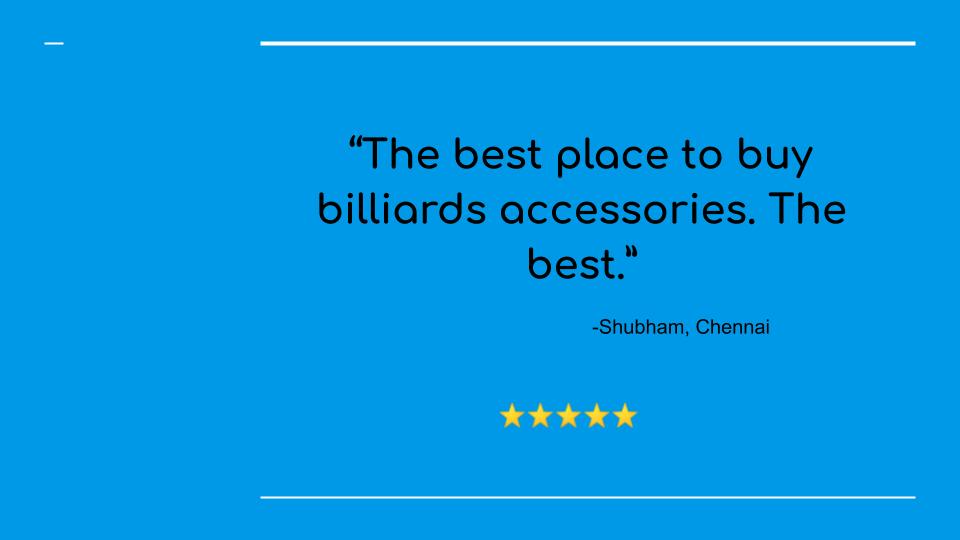 “The best place to buy
billiards accessories. The
best.”
-Shubham, Chennai